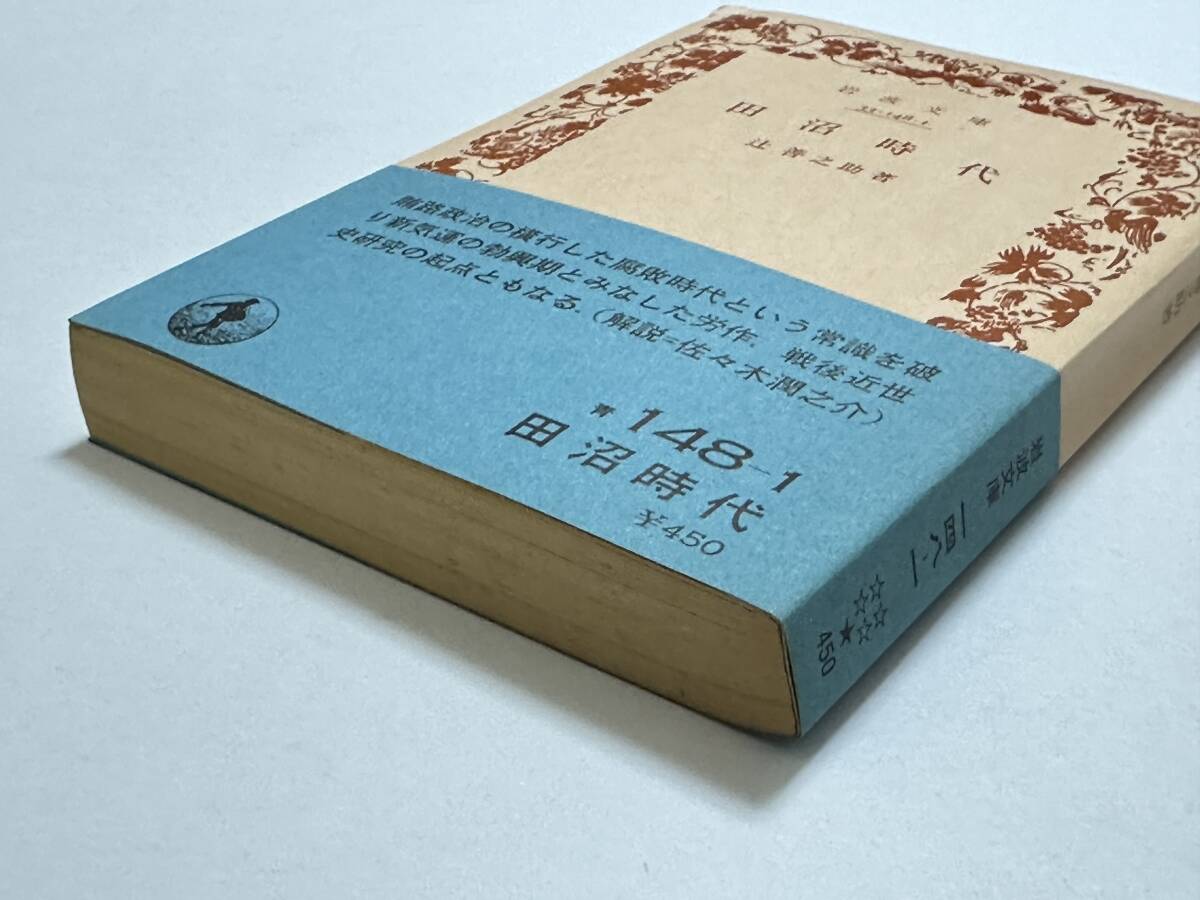 岩波文庫
33-148-1
田沼時代
辻善之助著
賄賂政治の横行した腐敗時代という常識を破
り新気運の勃興期とみなした労作。戦後近世
史研究の起点ともなる.(解説=佐々木潤之介)
青 148-1
田沼時代
¥450
岩波文庫 一四八-一 ☆☆☆☆★ 450